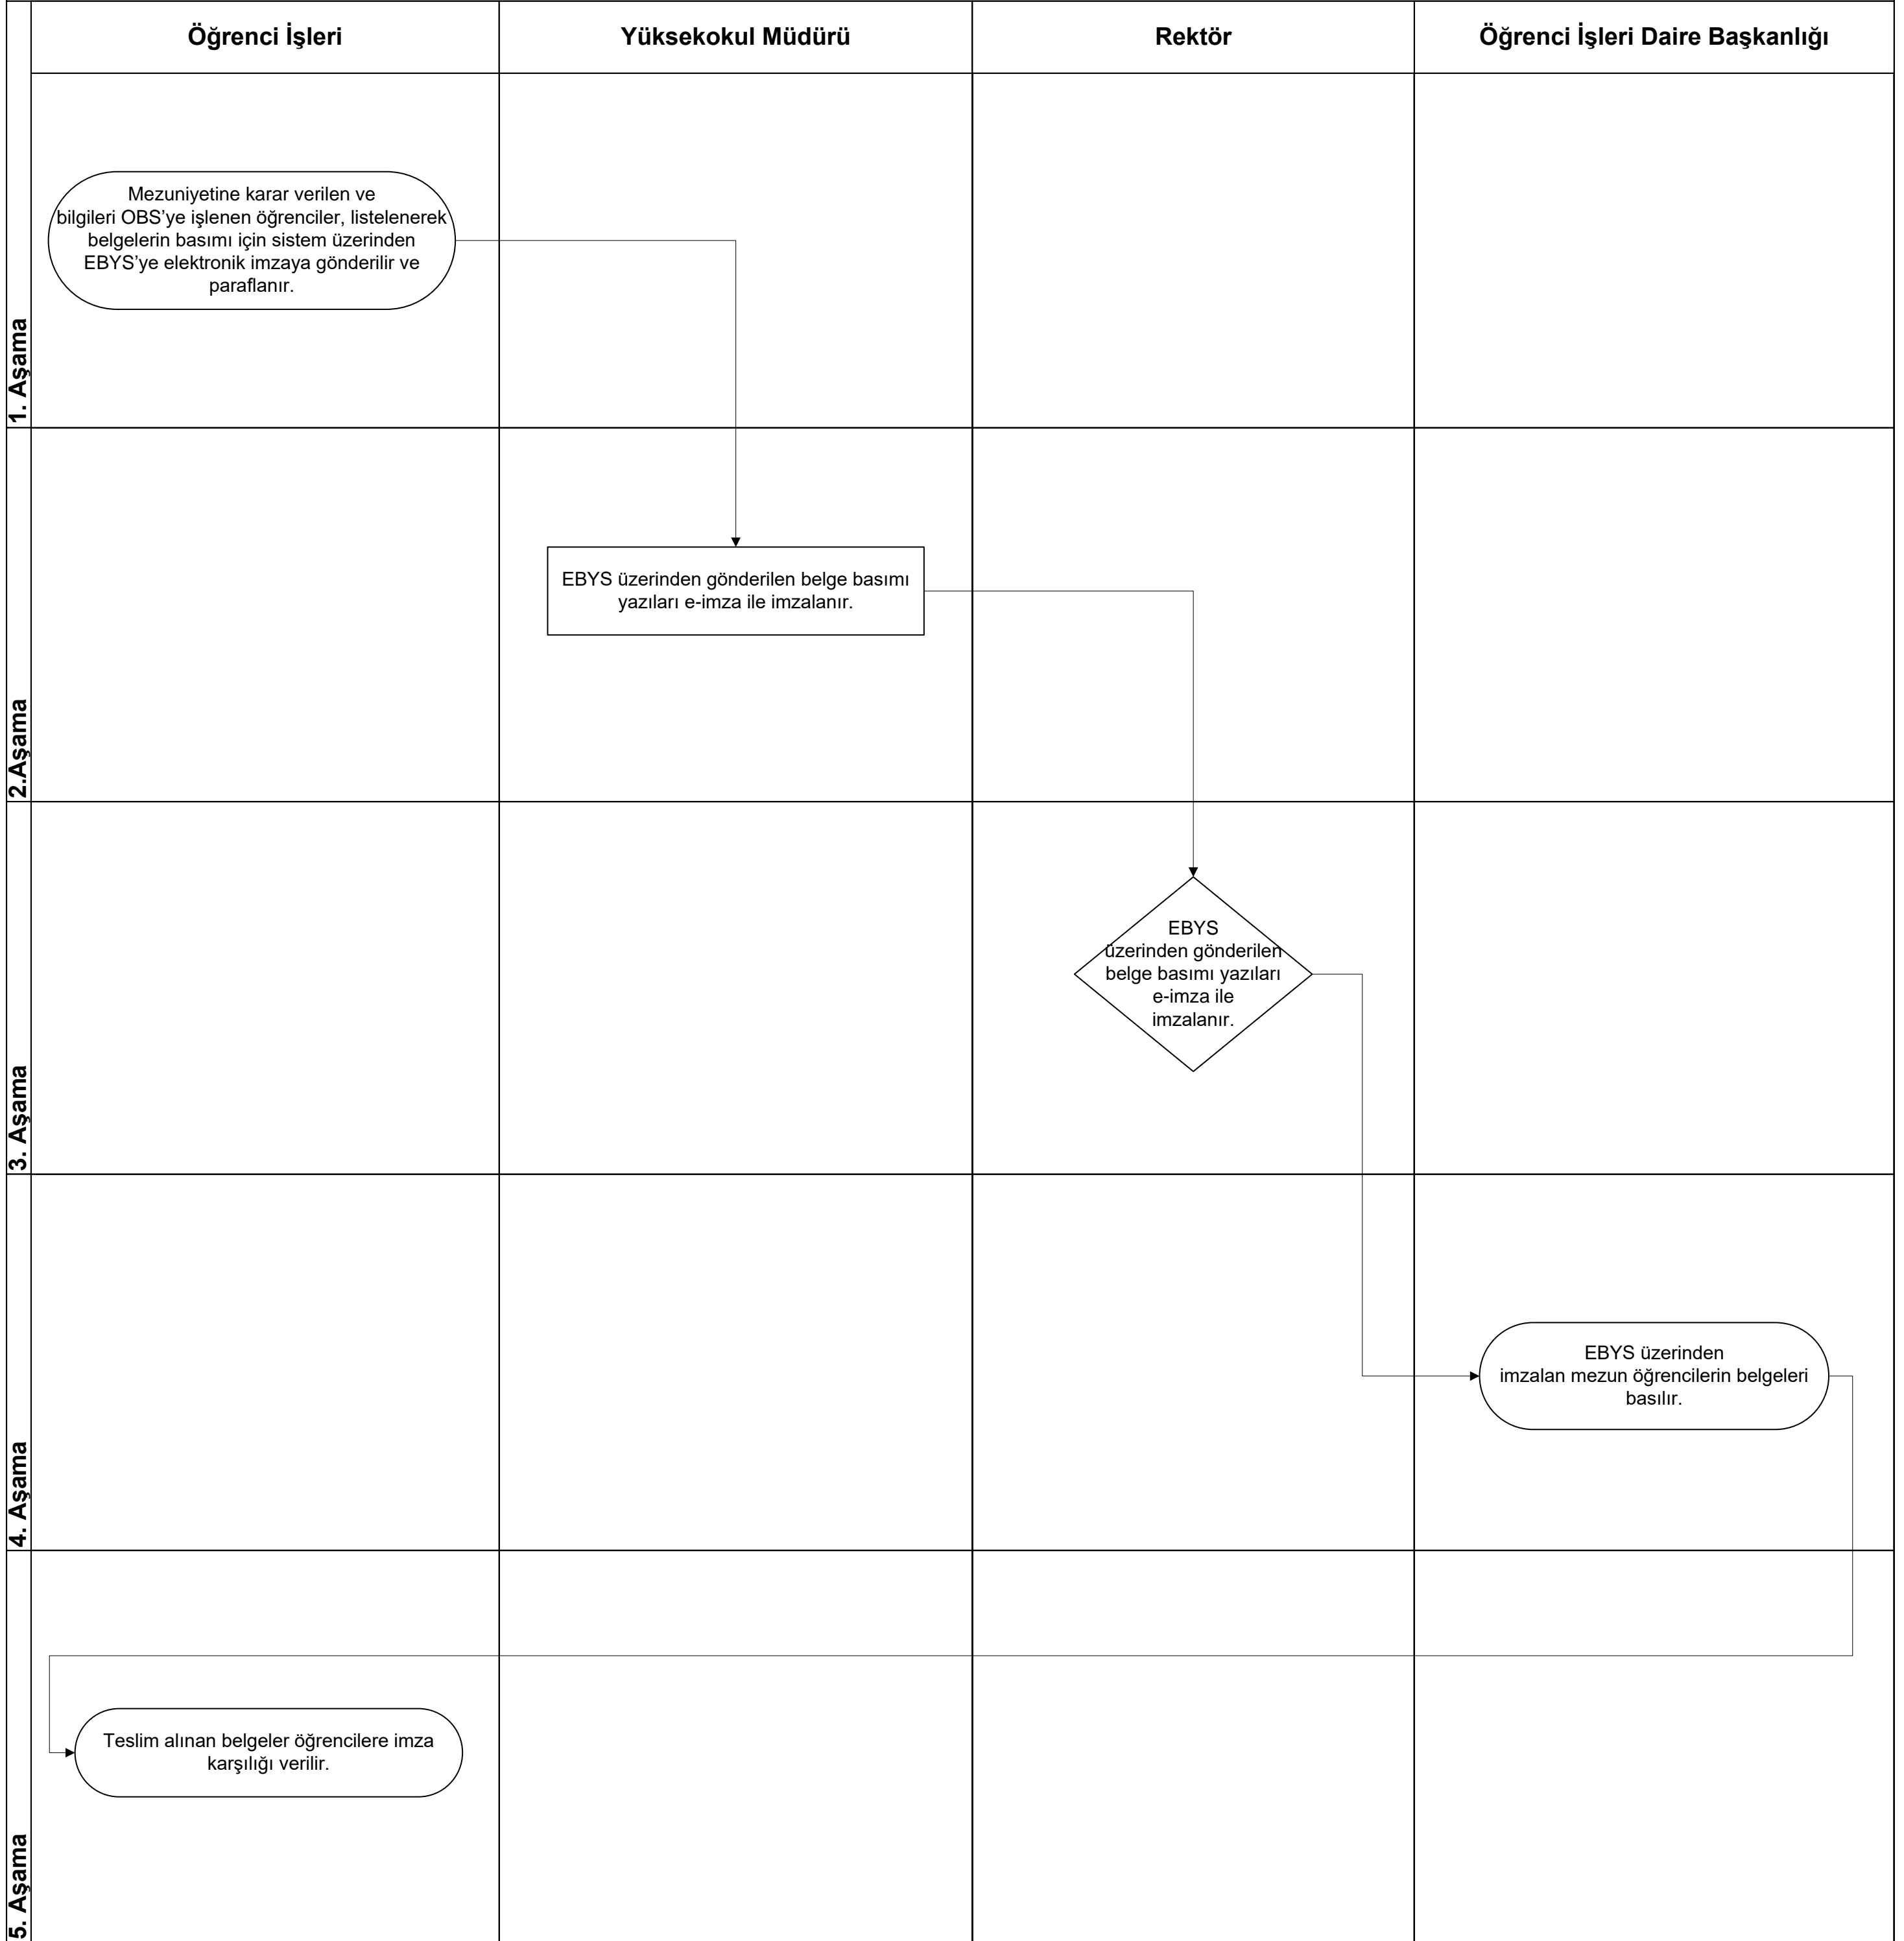 Öğrenci İşleri
Yüksekokul Müdürü
Rektör
Öğrenci İşleri Daire Başkanlığı
1. Aşama
Mezuniyetine karar verilen ve
bilgileri OBS’ye işlenen öğrenciler, listelenerek
belgelerin basımı için sistem üzerinden
EBYS’ye elektronik imzaya gönderilir ve
paraflanır.
2.Aşama
EBYS üzerinden gönderilen belge basımı
yazıları e-imza ile imzalanır.
3. Aşama
EBYS
üzerinden gönderilen
belge basımı yazıları
e-imza ile
imzalanır.
4. Aşama
EBYS üzerinden
imzalan mezun öğrencilerin belgeleri
basılır.
5. Aşama
Teslim alınan belgeler öğrencilere imza
karşılığı verilir.